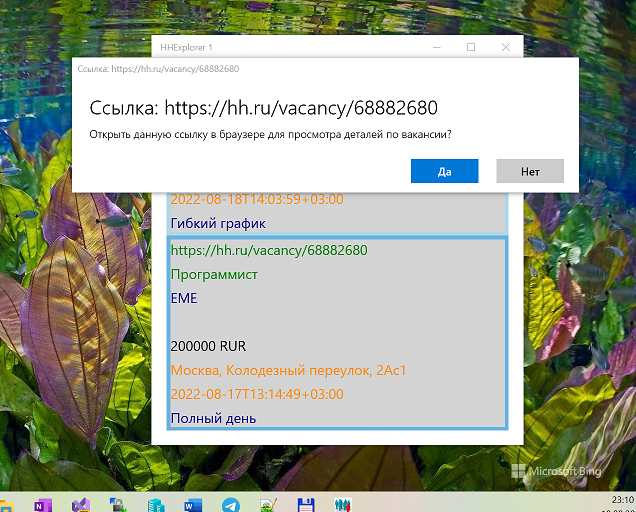 HHExplorer 1
Ссылка: https://hh.ru/vacancy/68882680
Ссылка: https://hh.ru/vacancy/68882680
Открыть данную ссылку в браузере для просмотра деталей по вакансии?
Да
Нет
2022-08-18T14:03:59+03:00
Гибкий график
https://hh.ru/vacancy/68882680
Программист
EME
200000 RUR
Москва, Колодезный переулок, 2Ас1
2022-08-17T13:14:49+03:00
Полный день
Microsoft Bing
23:10